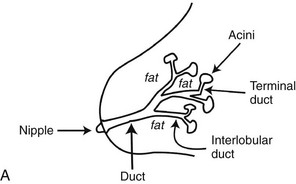 Acini
fat
fat
Terminal
duct
Nipple
fat
Interlobular
duct
A
Duct